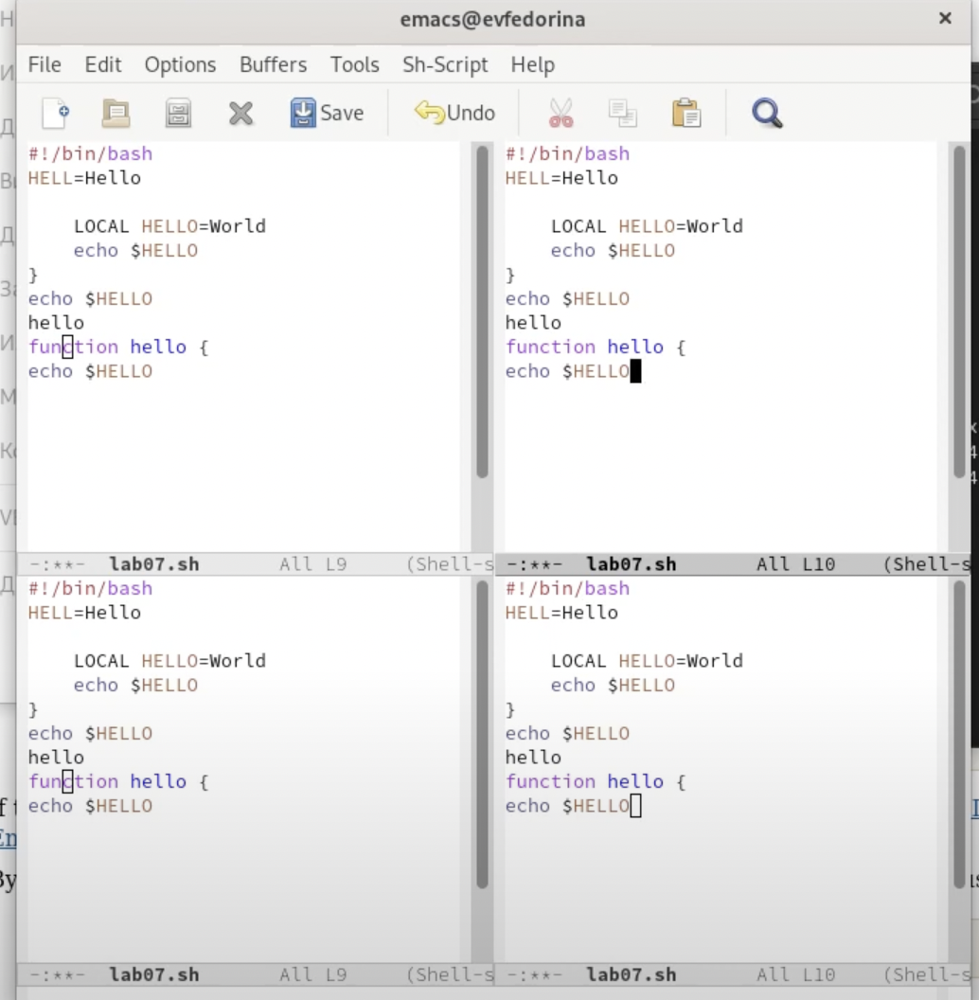 emacs@evfedorina
File Edit Options Buffers Tools Sh-Script Help
Save Undo
#!/bin/bash
HELL=Hello
    LOCAL HELLO=World
    echo $HELLO
}
echo $HELLO
hello
function hello {
echo $HELLO
-:**- lab07.sh All L9 (Shell-s
#!/bin/bash
HELL=Hello
    LOCAL HELLO=World
    echo $HELLO
}
echo $HELLO
hello
function hello {
echo $HELLO
-:**- lab07.sh All L10 (Shell-s
#!/bin/bash
HELL=Hello
    LOCAL HELLO=World
    echo $HELLO
}
echo $HELLO
hello
function hello {
echo $HELLO
-:**- lab07.sh All L9 (Shell-s
#!/bin/bash
HELL=Hello
    LOCAL HELLO=World
    echo $HELLO
}
echo $HELLO
hello
function hello {
echo $HELLO
-:**- lab07.sh All L10 (Shell-s